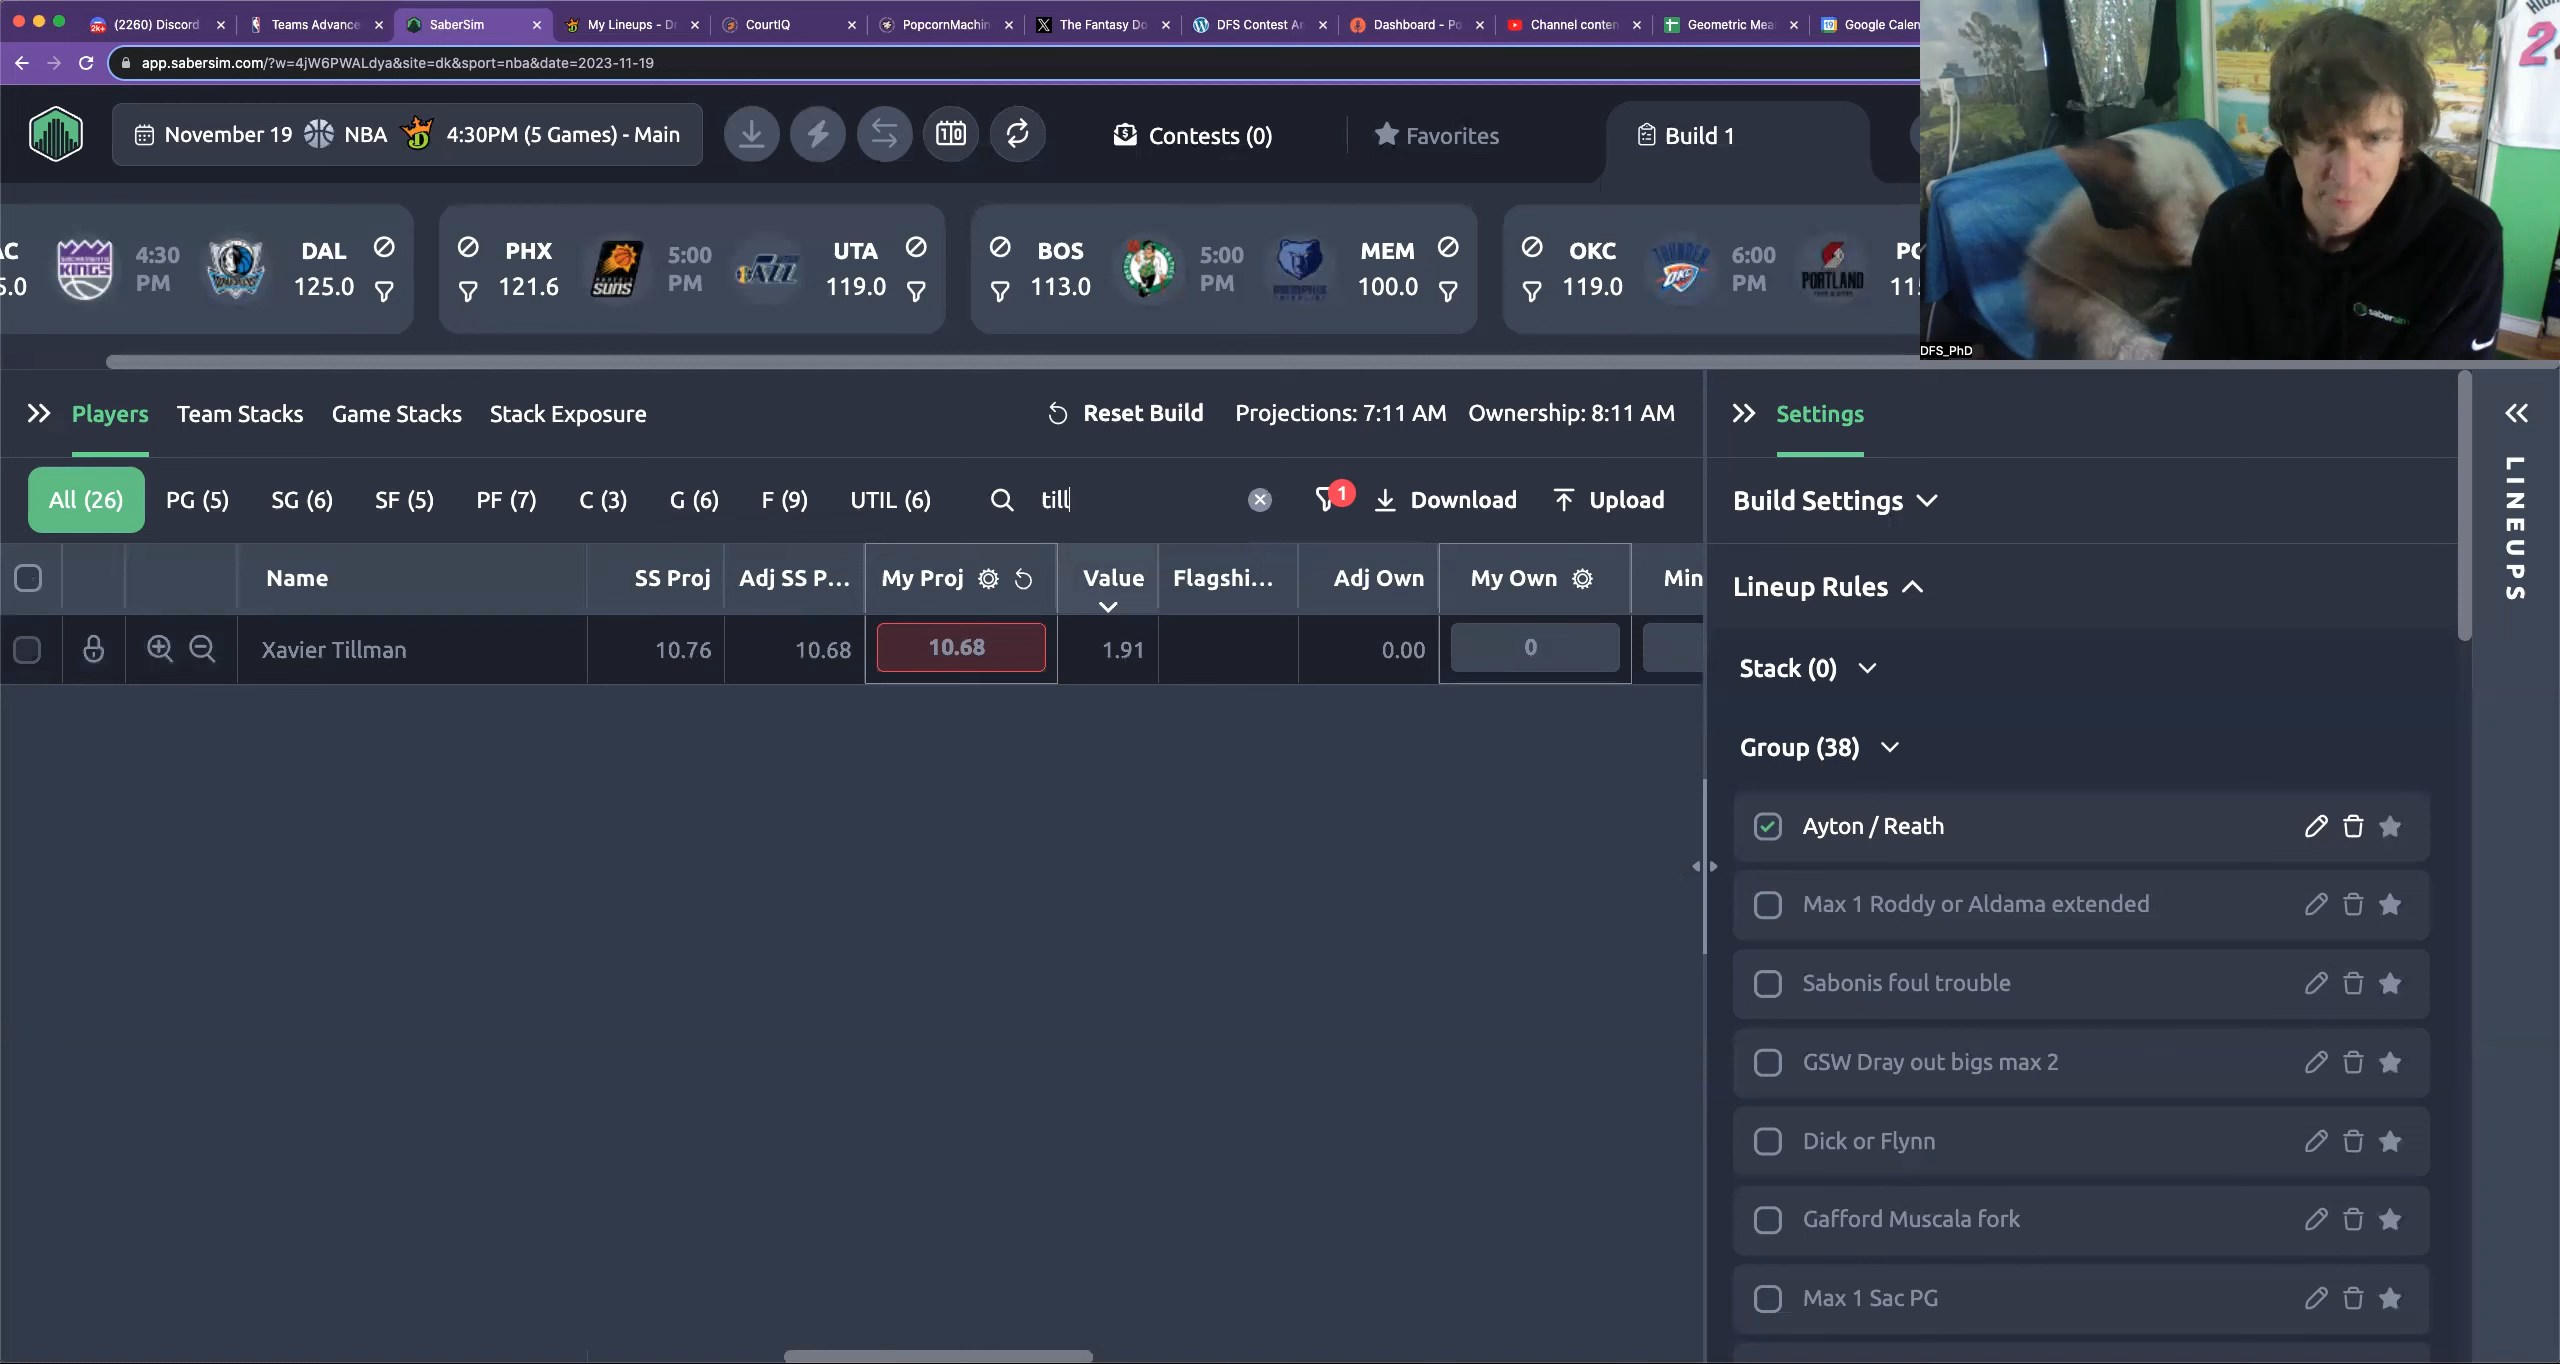 (2260) Discord
Teams Advance
SaberSim
My Lineups - Dr
CourtIQ
PopcornMachin
The Fantasy Do
DFS Contest An
Dashboard - Po
Channel conten
Geometric Mea
Google Calen
app.sabersim.com/?w=4jW6PWALdya&site=dk&sport=nba&date=2023-11-19
November 19 NBA 4:30PM (5 Games) - Main
Contests (0)
Favorites
Build 1
AC 5.0
4:30 PM
DAL 125.0
PHX 121.6
5:00 PM
UTA 119.0
BOS 113.0
5:00 PM
MEM 100.0
OKC 119.0
6:00 PM
PORTLAND
DFS_PhD
sabersim
Players Team Stacks Game Stacks Stack Exposure
Reset Build Projections: 7:11 AM Ownership: 8:11 AM
Settings
All (26) PG (5) SG (6) SF (5) PF (7) C (3) G (6) F (9) UTIL (6) till 1 Download Upload
Name SS Proj Adj SS P... My Proj Value Flagshi... Adj Own My Own Min
Xavier Tillman 10.76 10.68 10.68 1.91 0.00 0
Build Settings
Lineup Rules
Stack (0)
Group (38)
Ayton / Reath
Max 1 Roddy or Aldama extended
Sabonis foul trouble
GSW Dray out bigs max 2
Dick or Flynn
Gafford Muscala fork
Max 1 Sac PG
LINEUPS